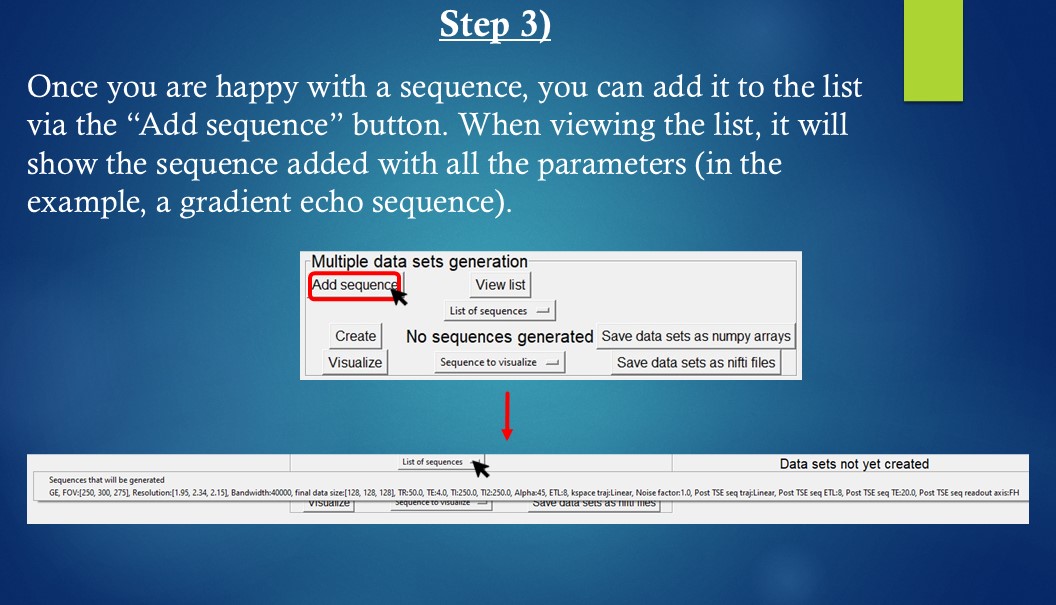 Step 3)
Once you are happy with a sequence, you can add it to the list
via the “Add sequence” button. When viewing the list, it will
show the sequence added with all the parameters (in the
example, a gradient echo sequence).
Multiple data sets generation
Add sequence View list
List of sequences
Create No sequences generated Save data sets as numpy arrays
Visualize Sequence to visualize Save data sets as nifti files
List of sequences Data sets not yet created
Sequences that will be generated
GE, FOV:[250, 300, 275], Resolution:[1.95, 2.34, 2.15], Bandwidth:40000, final data size:[128, 128, 128], TR:50.0, TE:4.0, TI:250.0, TI2:250.0, Alpha:45, ETL:8, kspace traj:Linear, Noise factor:1.0, Post TSE seq traj:Linear, Post TSE seq ETL:8, Post TSE seq TE:20.0, Post TSE seq readout axis:FH
Visualize Sequence to visualize Save data sets as nifti files